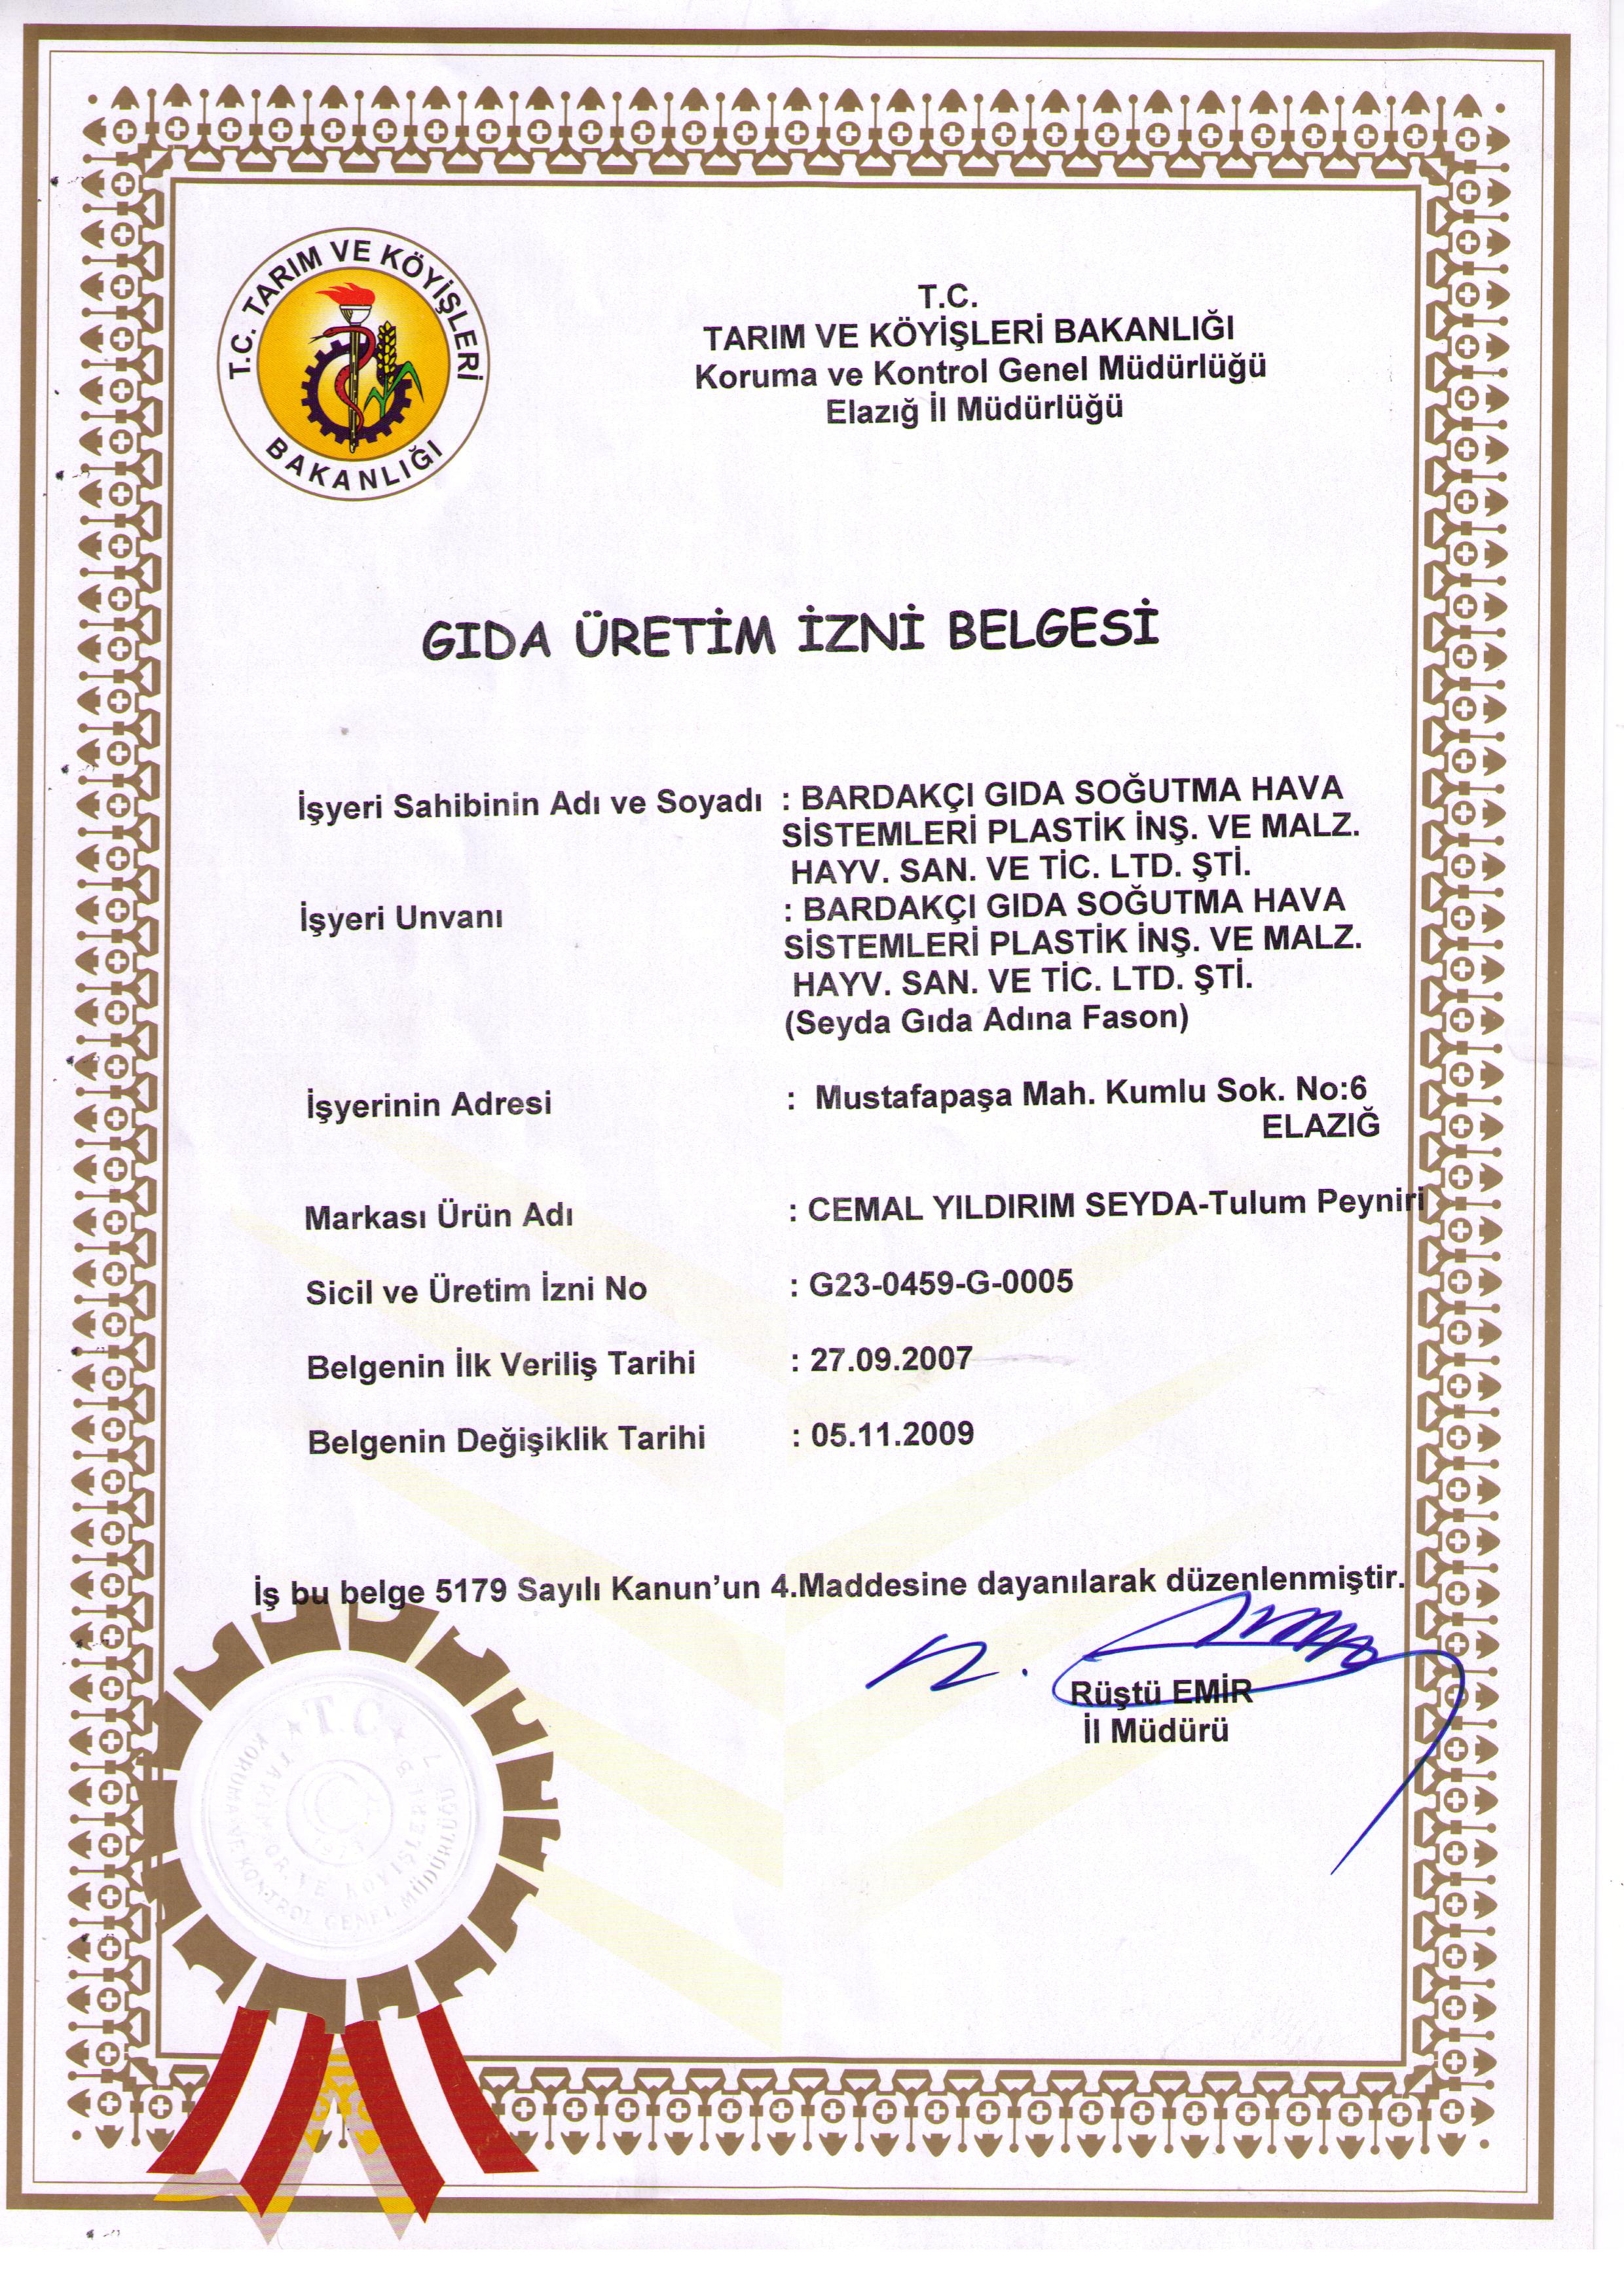 T.C. TARIM VE KÖYİŞLERİ
BAKANLIĞI
T.C.
TARIM VE KÖYİŞLERİ BAKANLIĞI
Koruma ve Kontrol Genel Müdürlüğü
Elazığ İl Müdürlüğü
GIDA ÜRETİM İZNİ BELGESİ
İşyeri Sahibinin Adı ve Soyadı : BARDAKÇI GIDA SOĞUTMA HAVA
SİSTEMLERİ PLASTİK İNŞ. VE MALZ.
HAYV. SAN. VE TİC. LTD. ŞTİ.
İşyeri Unvanı : BARDAKÇI GIDA SOĞUTMA HAVA
SİSTEMLERİ PLASTİK İNŞ. VE MALZ.
HAYV. SAN. VE TİC. LTD. ŞTİ.
(Seyda Gıda Adına Fason)
İşyerinin Adresi : Mustafapaşa Mah. Kumlu Sok. No:6
ELAZIĞ
Markası Ürün Adı : CEMAL YILDIRIM SEYDA-Tulum Peyniri
Sicil ve Üretim İzni No : G23-0459-G-0005
Belgenin İlk Veriliş Tarihi : 27.09.2007
Belgenin Değişiklik Tarihi : 05.11.2009
İş bu belge 5179 Sayılı Kanun'un 4.Maddesine dayanılarak düzenlenmiştir.
Rüştü EMİR
İl Müdürü
T.C.
KORUMA VE KONTROL GENEL MÜDÜRLÜĞÜ